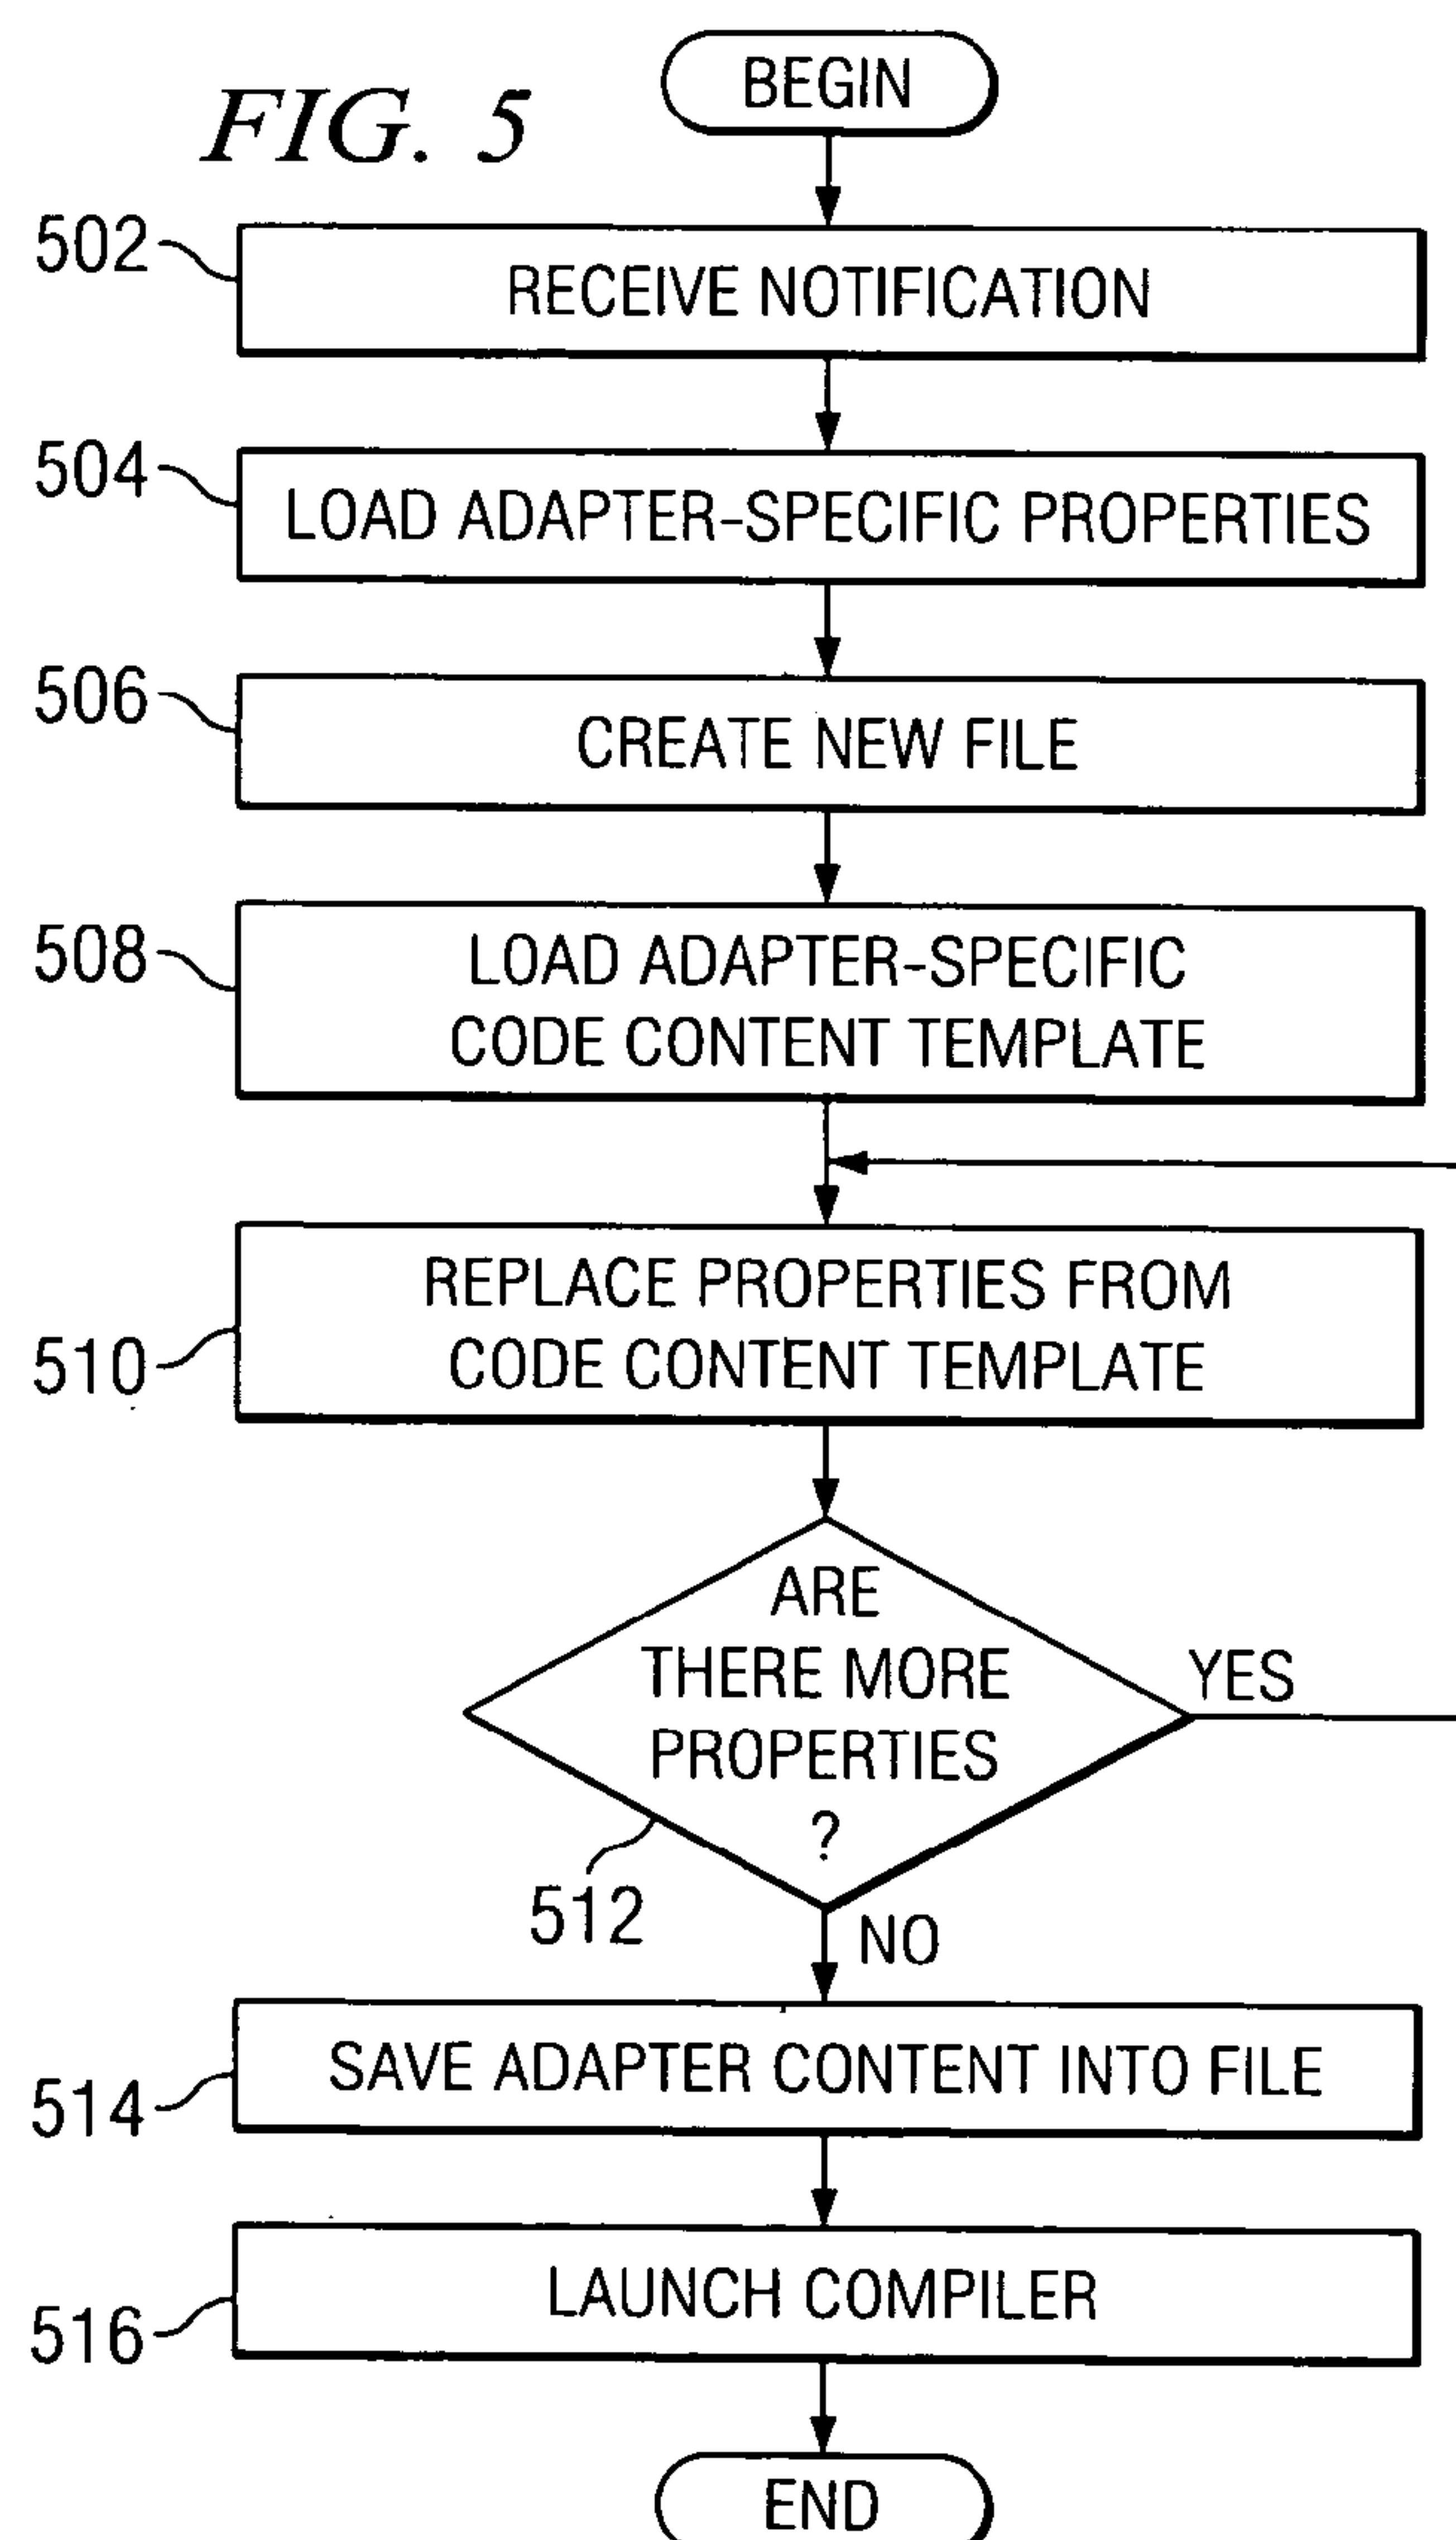 FIG. 5
BEGIN
502
RECEIVE NOTIFICATION
504
LOAD ADAPTER-SPECIFIC PROPERTIES
506
CREATE NEW FILE
508
LOAD ADAPTER-SPECIFIC
CODE CONTENT TEMPLATE
510
REPLACE PROPERTIES FROM
CODE CONTENT TEMPLATE
ARE
THERE MORE
PROPERTIES
?
YES
512
NO
514
SAVE ADAPTER CONTENT INTO FILE
516
LAUNCH COMPILER
END